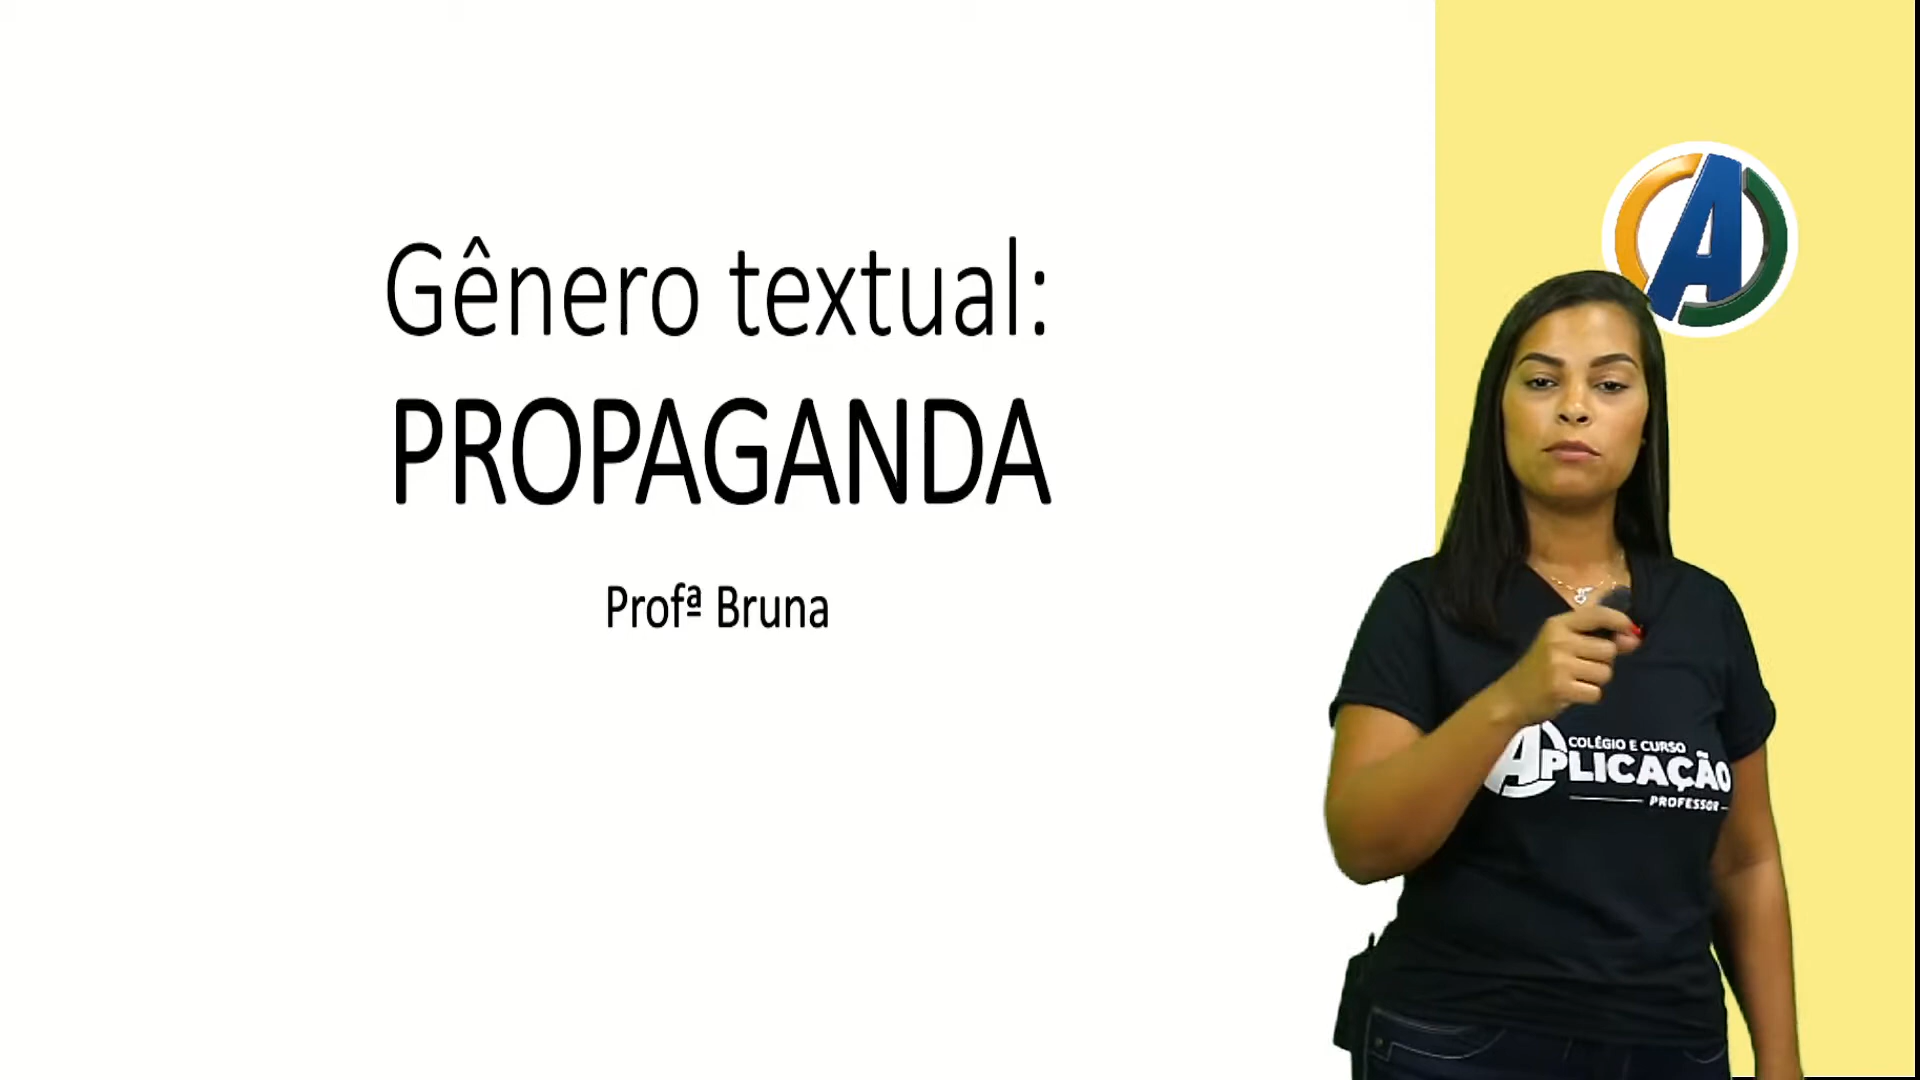 Gênero textual:
PROPAGANDA
Profª Bruna
A
COLÉGIO E CURSO
APLICAÇÃO
PROFESSOR